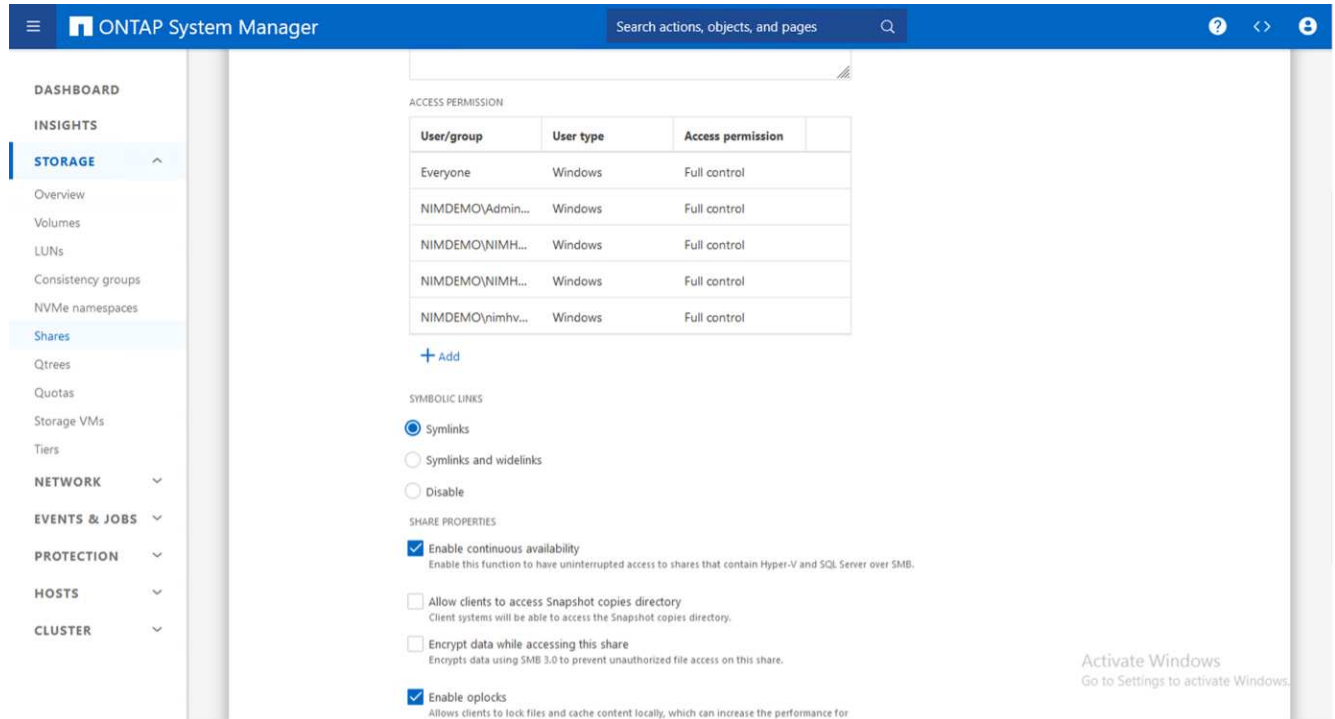 ONTAP System Manager
Search actions, objects, and pages
DASHBOARD
INSIGHTS
STORAGE
Overview
Volumes
LUNs
Consistency groups
NVMe namespaces
Shares
Qtrees
Quotas
Storage VMs
Tiers
NETWORK
EVENTS & JOBS
PROTECTION
HOSTS
CLUSTER
ACCESS PERMISSION
User/group User type Access permission
Everyone Windows Full control
NIMDEMO\Admin... Windows Full control
NIMDEMO\NIMH... Windows Full control
NIMDEMO\NIMH... Windows Full control
NIMDEMO\nimhv... Windows Full control
+ Add
SYMBOLIC LINKS
Symlinks
Symlinks and widelinks
Disable
SHARE PROPERTIES
Enable continuous availability
Enable this function to have uninterrupted access to shares that contain Hyper-V and SQL Server over SMB.
Allow clients to access Snapshot copies directory
Client systems will be able to access the Snapshot copies directory.
Encrypt data while accessing this share
Encrypts data using SMB 3.0 to prevent unauthorized file access on this share.
Enable oplocks
Allows clients to lock files and cache content locally, which can increase the performance for
Activate Windows
Go to Settings to activate Windows.